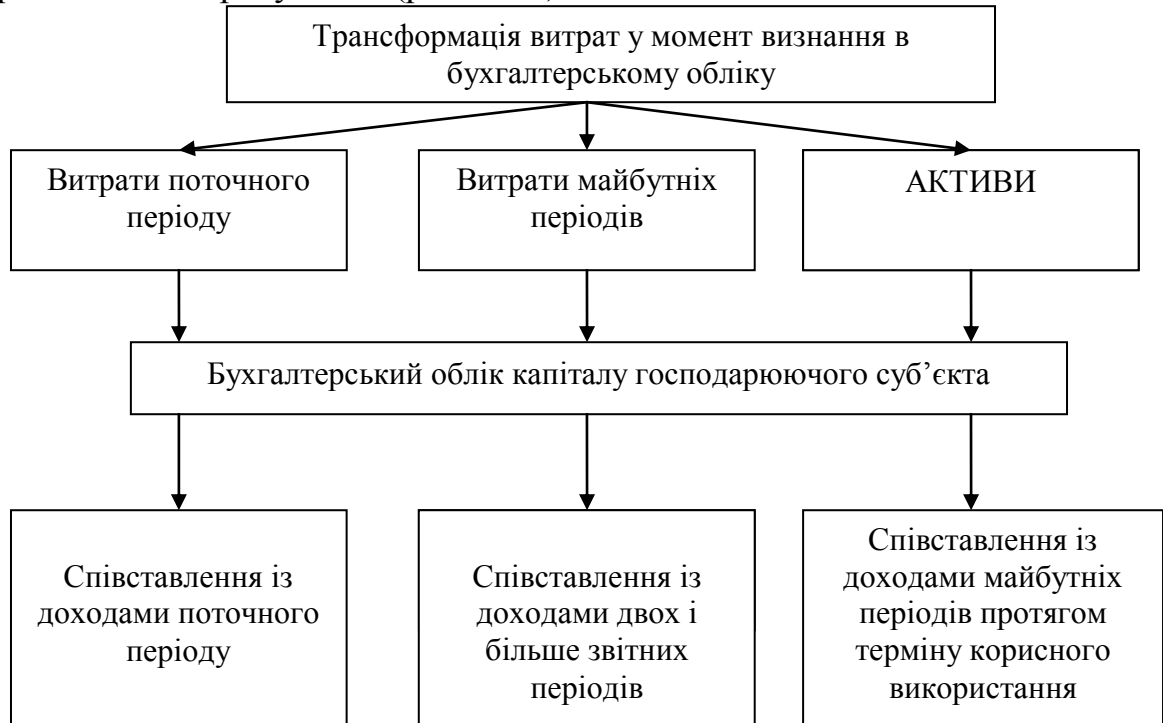 Трансформація витрат у момент визнання в
бухгалтерському обліку
Витрати поточного
періоду
Витрати майбутніх
періодів
АКТИВИ
Бухгалтерський облік капіталу господарюючого суб’єкта
Співставлення із
доходами поточного
періоду
Співставлення із
доходами двох і
більше звітних
періодів
Співставлення із
доходами майбутніх
періодів протягом
терміну корисного
використання